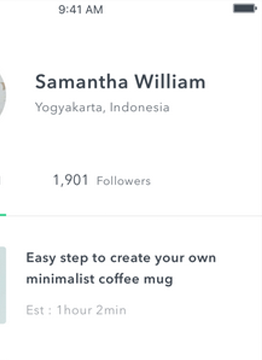 9:41 AM
Samantha William
Yogyakarta, Indonesia
1,901 Followers
Easy step to create your own
minimalist coffee mug
Est : 1hour 2min